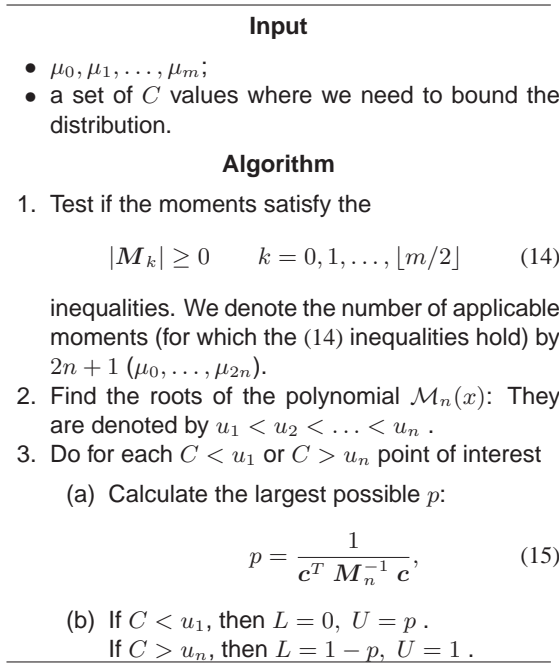 Input
• μ₀, μ₁, . . . , μₘ;
• a set of C values where we need to bound the
distribution.
Algorithm
1. Test if the moments satisfy the
|M_k| ≥ 0 k = 0, 1, . . . , ⌊m/2⌋ (14)
inequalities. We denote the number of applicable
moments (for which the (14) inequalities hold) by
2n + 1 (μ₀, . . . , μ₂ₙ).
2. Find the roots of the polynomial ℳₙ(x): They
are denoted by u₁ < u₂ < . . . < uₙ .
3. Do for each C < u₁ or C > uₙ point of interest
(a) Calculate the largest possible p:
p = 1 / (c^T M_n^{-1} c), (15)
(b) If C < u₁, then L = 0, U = p .
If C > uₙ, then L = 1 − p, U = 1 .